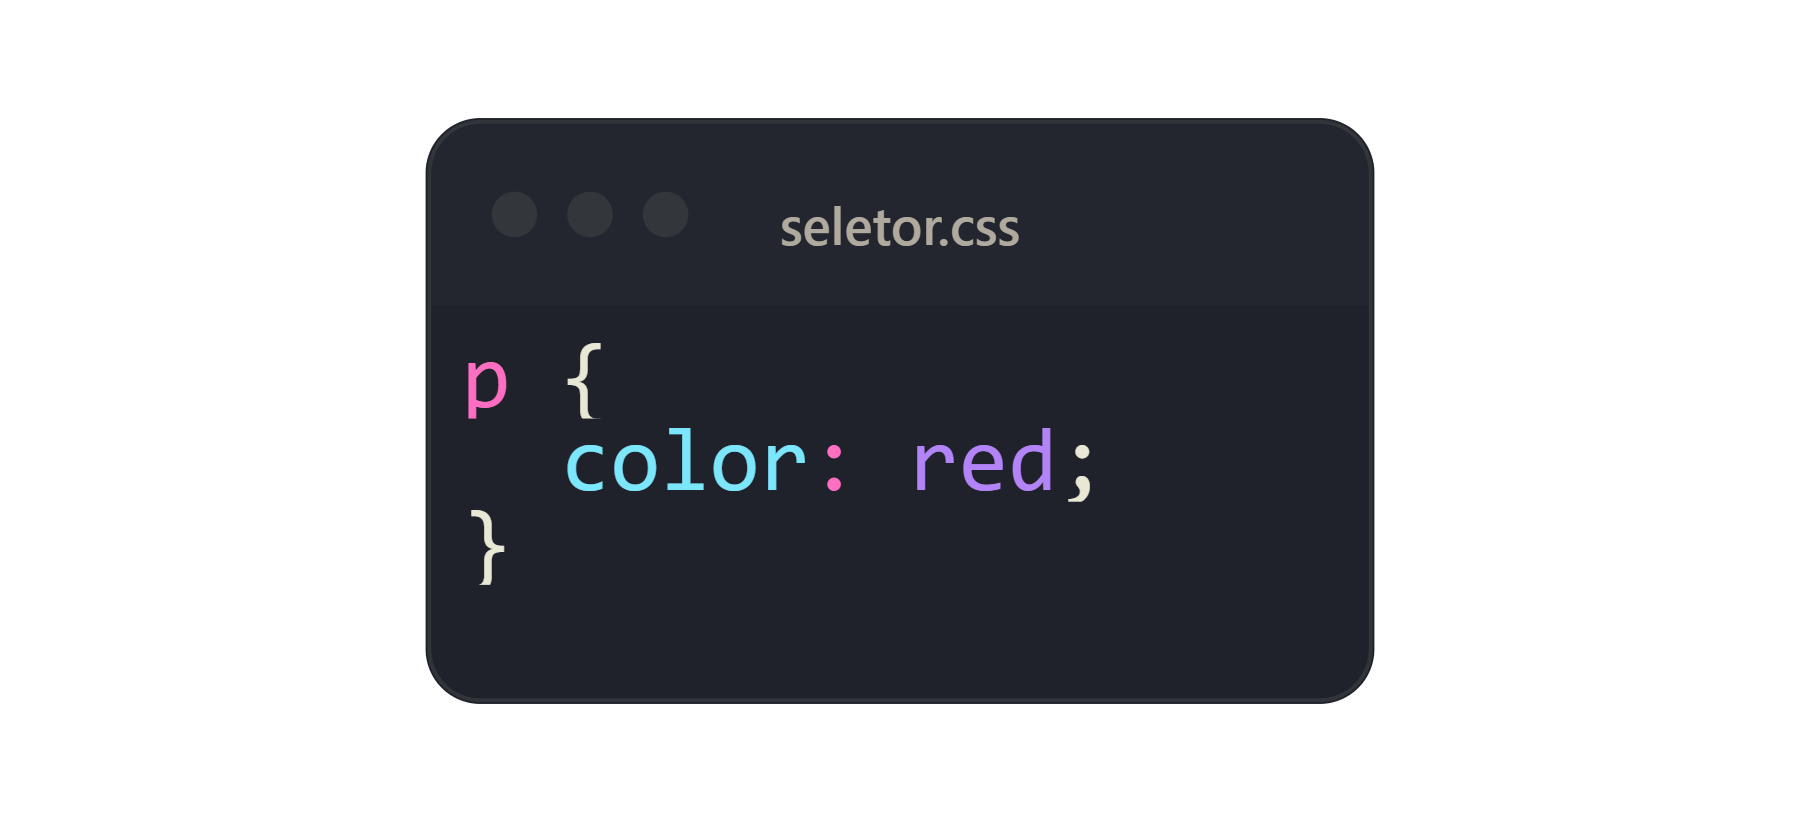 seletor.css
p {
  color: red;
}